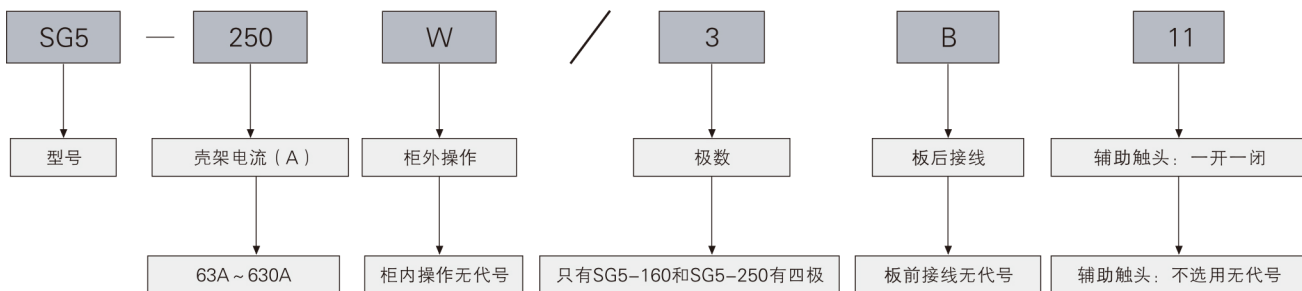 SG5 — 250 W / 3 B 11
型号 壳架电流（A） 柜外操作 极数 板后接线 辅助触头：一开一闭
63A～630A 柜内操作无代号 只有SG5-160和SG5-250有四极 板前接线无代号 辅助触头：不选用无代号